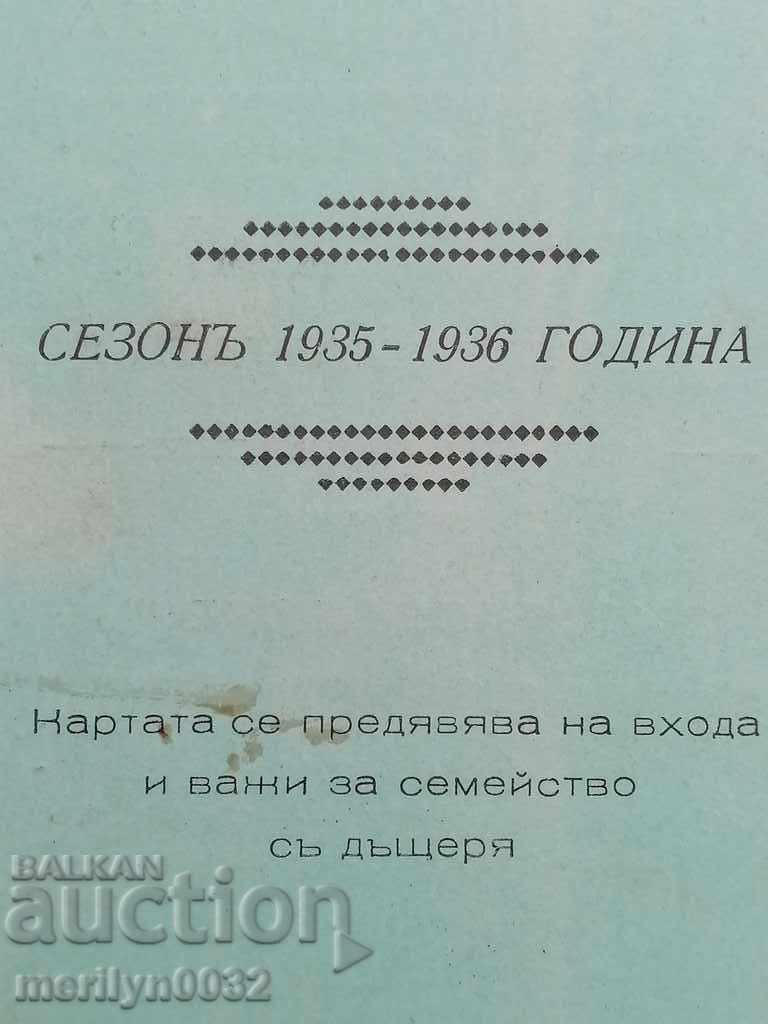 СЕЗОНЪ 1935-1936 ГОДИНА
Картата се предявява на входа
и важи за семейство
съ дъщеря
BALKAN
auction
merilyn0032